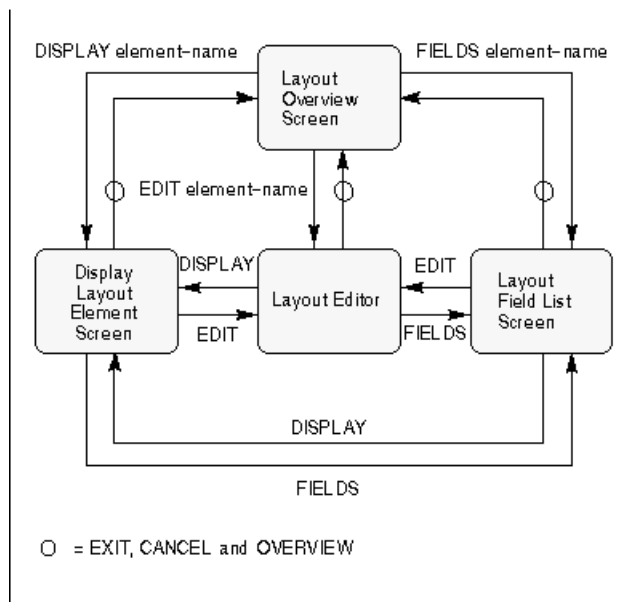 DISPLAY element-name
FIELDS element-name
Layout
Overview
Screen
EDIT element-name
Display
Layout
Element
Screen
DISPLAY
EDIT
Layout Editor
EDIT
FIELDS
Layout
Field List
Screen
DISPLAY
FIELDS
= EXIT, CANCEL and OVERVIEW